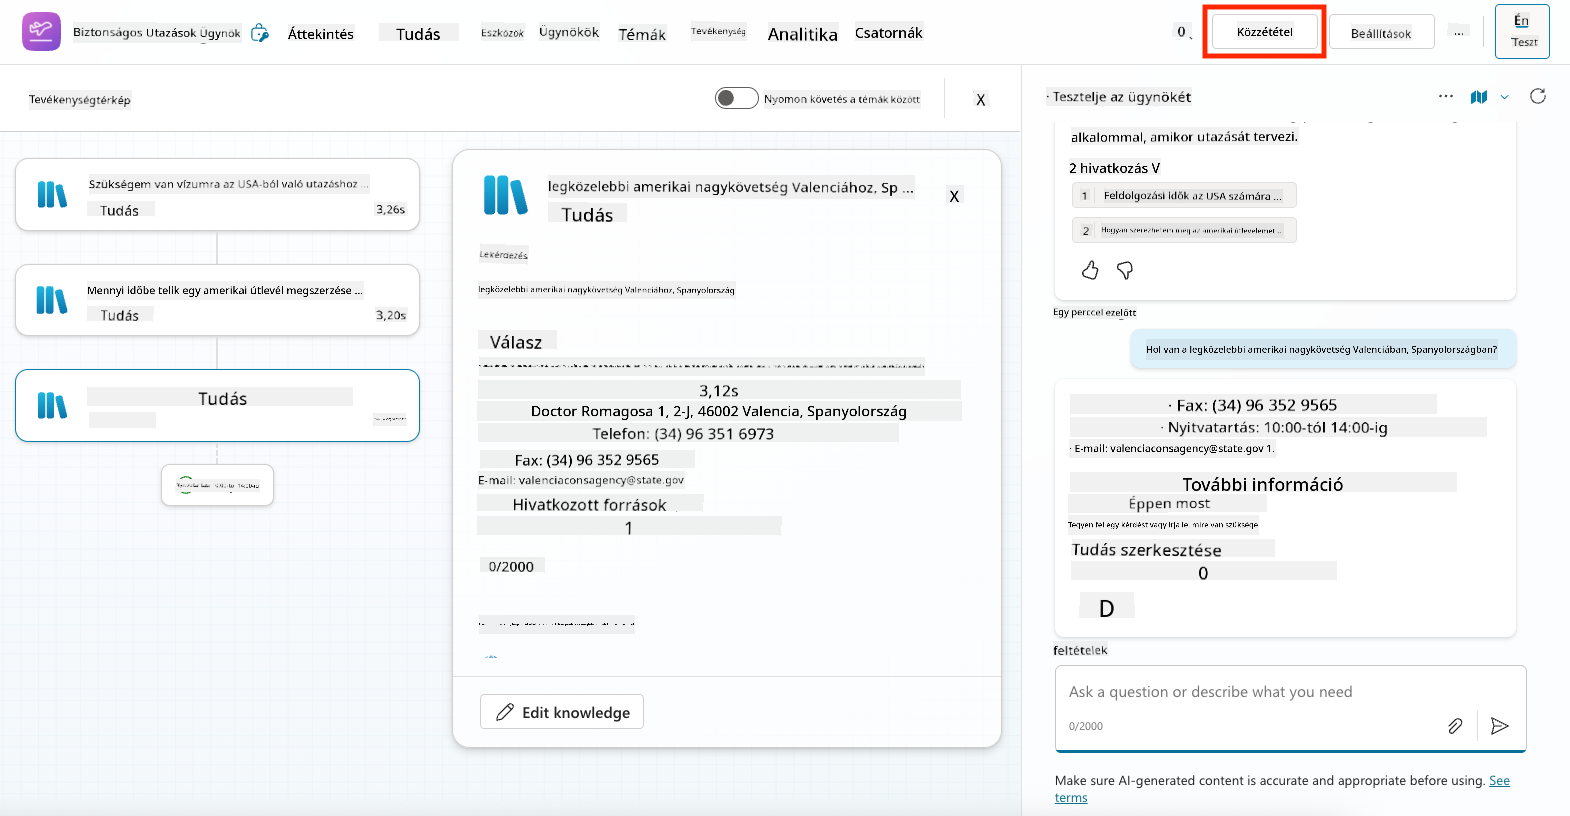 Biztonságos Utazások Ügynök
Áttekintés
Tudás
Eszközök
Ügynökök
Témák
Tevékenység
Analitika
Csatornák
0
Közzététel
Beállítások
...
Én
Teszt
Tevékenységtérkép
Nyomon követés a témák között
X
Szükségem van vízumra az USA-ból való utazáshoz ...
Tudás
3,26s
Mennyi időbe telik egy amerikai útlevél megszerzése ...
Tudás
3,20s
Tudás
legközelebbi amerikai nagykövetség Valenciához, Sp ...
Tudás
X
Lekérdezés
legközelebbi amerikai nagykövetség Valenciához, Spanyolország
Válasz
3,12s
Doctor Romagosa 1, 2-J, 46002 Valencia, Spanyolország
Telefon: (34) 96 351 6973
Fax: (34) 96 352 9565
E-mail: valenciaconsagency@state.gov
Hivatkozott források
1
0/2000
Edit knowledge
· Tesztelje az ügynökét
alkalommal, amikor utazását tervezi.
2 hivatkozás V
1 Feldolgozási idők az USA számára ...
2 Hogyan szerezhetem meg az amerikai útlevelemet...
Egy perccel ezelőtt
Hol van a legközelebbi amerikai nagykövetség Valenciában, Spanyolországban?
· Fax: (34) 96 352 9565
· Nyitvatartás: 10:00-tól 14:00-ig
· E-mail: valenciaconsagency@state.gov 1.
További információ
Éppen most
Tegyen fel egy kérdést vagy írja le, mire van szüksége
Tudás szerkesztése
0
D
feltételek
Ask a question or describe what you need
0/2000
Make sure AI-generated content is accurate and appropriate before using. See
terms